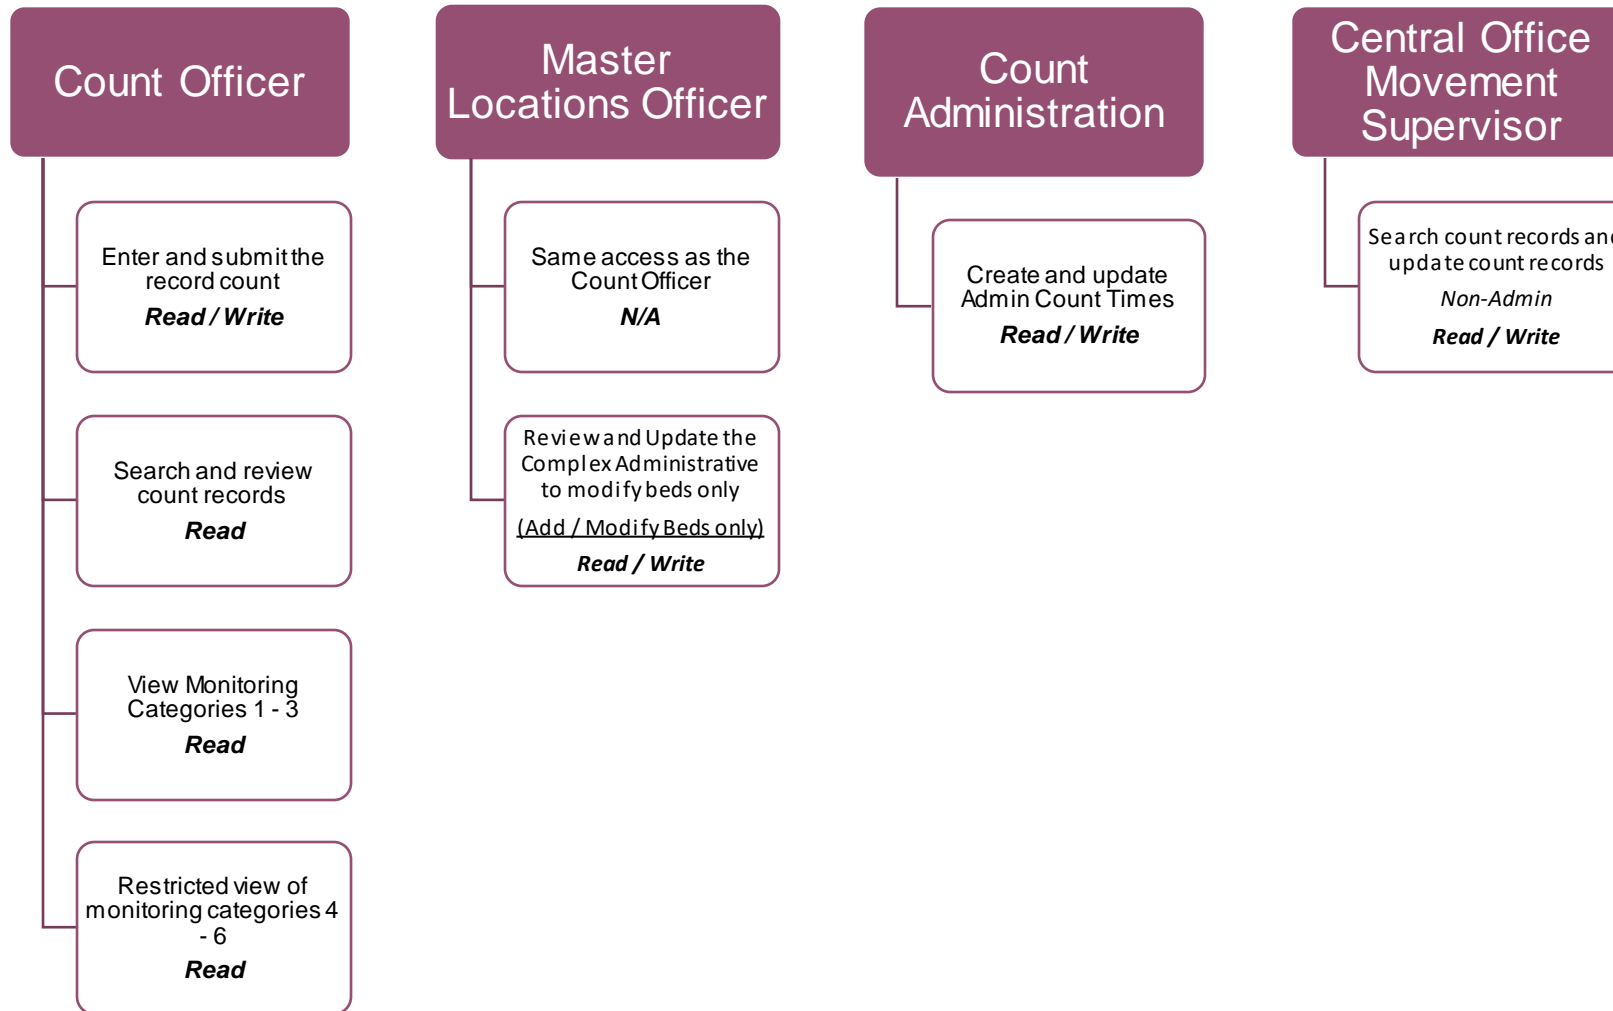 Count Officer
Enter and submit the
record count
Read / Write
Search and review
count records
Read
View Monitoring
Categories 1 - 3
Read
Restricted view of
monitoring categories 4
- 6
Read
Master
Locations Officer
Same access as the
Count Officer
N/A
Review and Update the
Complex Administrative
to modify beds only
(Add / Modify Beds only)
Read / Write
Count
Administration
Create and update
Admin Count Times
Read / Write
Central Office
Movement
Supervisor
Search count records and
update count records
Non-Admin
Read / Write